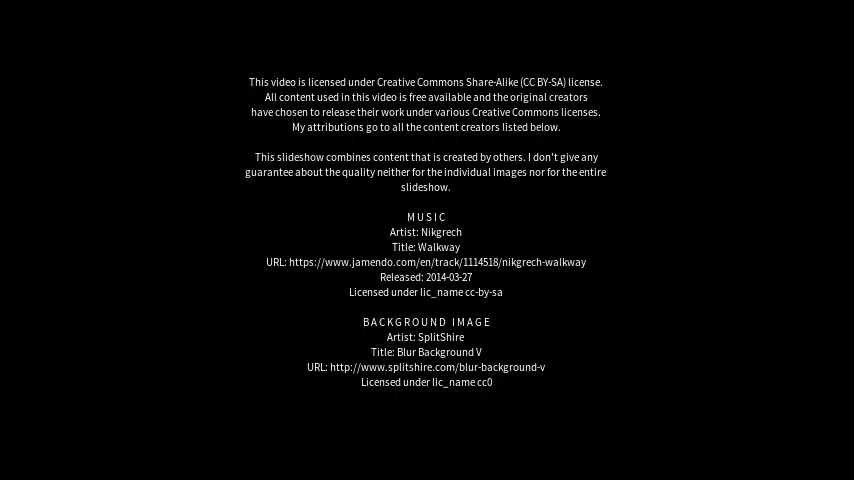 This video is licensed under Creative Commons Share-Alike (CC BY-SA) license.
All content used in this video is free available and the original creators
have chosen to release their work under various Creative Commons licenses.
My attributions go to all the content creators listed below.
This slideshow combines content that is created by others. I don't give any
guarantee about the quality neither for the individual images nor for the entire
slideshow.
MUSIC
Artist: Nikgrech
Title: Walkway
URL: https://www.jamendo.com/en/track/1114518/nikgrech-walkway
Released: 2014-03-27
Licensed under lic_name cc-by-sa
BACKGROUND IMAGE
Artist: SplitShire
Title: Blur Background V
URL: http://www.splitshire.com/blur-background-v
Licensed under lic_name cc0